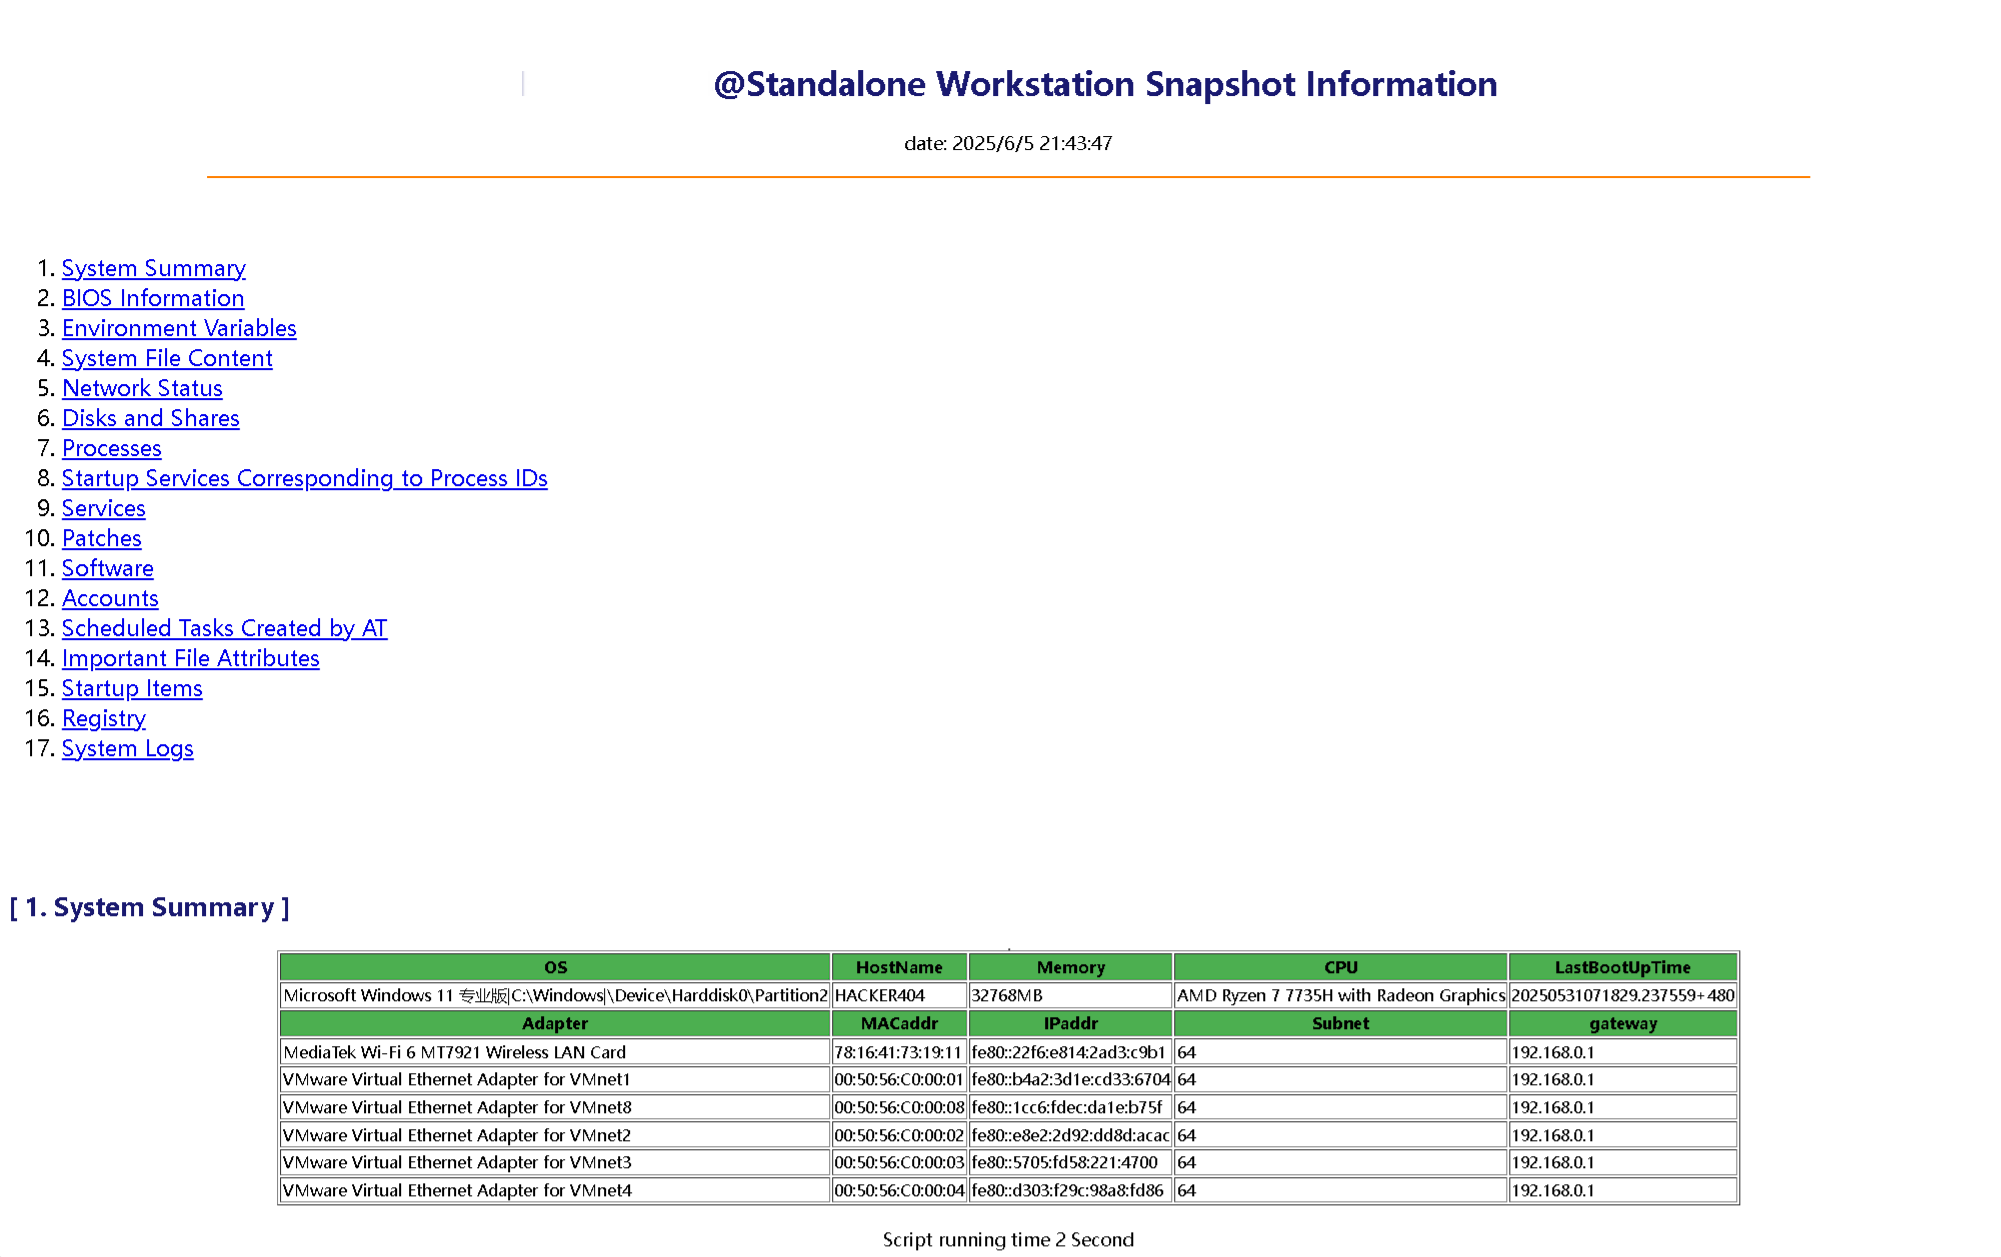 @Standalone Workstation Snapshot Information
date: 2025/6/5 21:43:47
1. System Summary
2. BIOS Information
3. Environment Variables
4. System File Content
5. Network Status
6. Disks and Shares
7. Processes
8. Startup Services Corresponding to Process IDs
9. Services
10. Patches
11. Software
12. Accounts
13. Scheduled Tasks Created by AT
14. Important File Attributes
15. Startup Items
16. Registry
17. System Logs
[ 1. System Summary ]
OS HostName Memory CPU LastBootUpTime
Microsoft Windows 11 专业版|C:\Windows|\Device\Harddisk0\Partition2 HACKER404 32768MB AMD Ryzen 7 7735H with Radeon Graphics 20250531071829.237559+480
Adapter MACaddr IPaddr Subnet gateway
MediaTek Wi-Fi 6 MT7921 Wireless LAN Card 78:16:41:73:19:11 fe80::22f6:e814:2ad3:c9b1 64 192.168.0.1
VMware Virtual Ethernet Adapter for VMnet1 00:50:56:C0:00:01 fe80::b4a2:3d1e:cd33:6704 64 192.168.0.1
VMware Virtual Ethernet Adapter for VMnet8 00:50:56:C0:00:08 fe80::1cc6:fdec:da1e:b75f 64 192.168.0.1
VMware Virtual Ethernet Adapter for VMnet2 00:50:56:C0:00:02 fe80::e8e2:2d92:dd8d:acac 64 192.168.0.1
VMware Virtual Ethernet Adapter for VMnet3 00:50:56:C0:00:03 fe80::5705:fd58:221:4700 64 192.168.0.1
VMware Virtual Ethernet Adapter for VMnet4 00:50:56:C0:00:04 fe80::d303:f29c:98a8:fd86 64 192.168.0.1
Script running time 2 Second